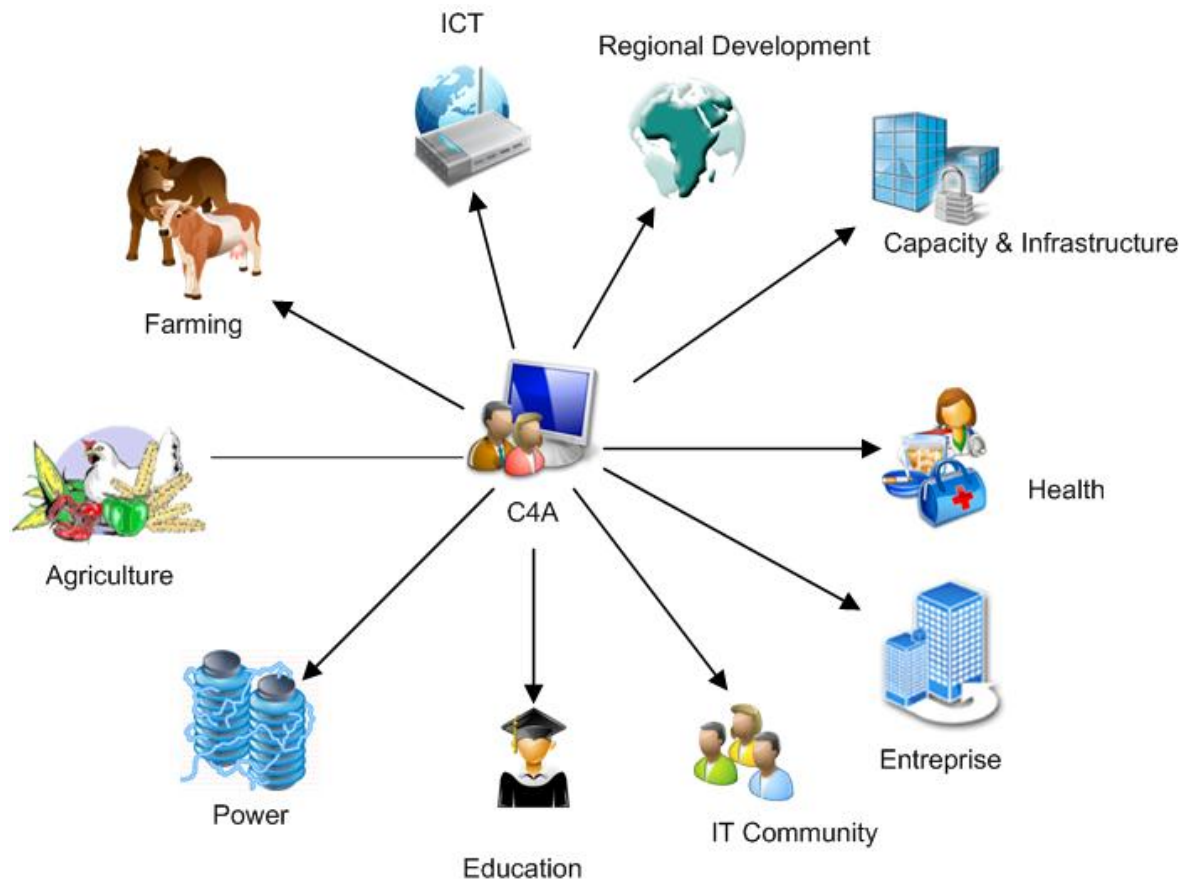 ICT
Regional Development
Capacity & Infrastructure
Farming
Health
C4A
Agriculture
Entreprise
Power
IT Community
Education